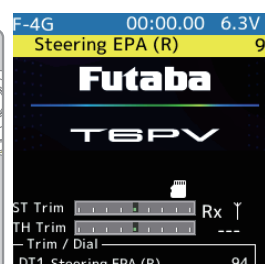 F-4G 00:00.00 6.3V
Steering EPA (R) 9
Futaba
T6PV
ST Trim
Rx
TH Trim
---
Trim / Dial
DT1 Steering EPA (R) 94